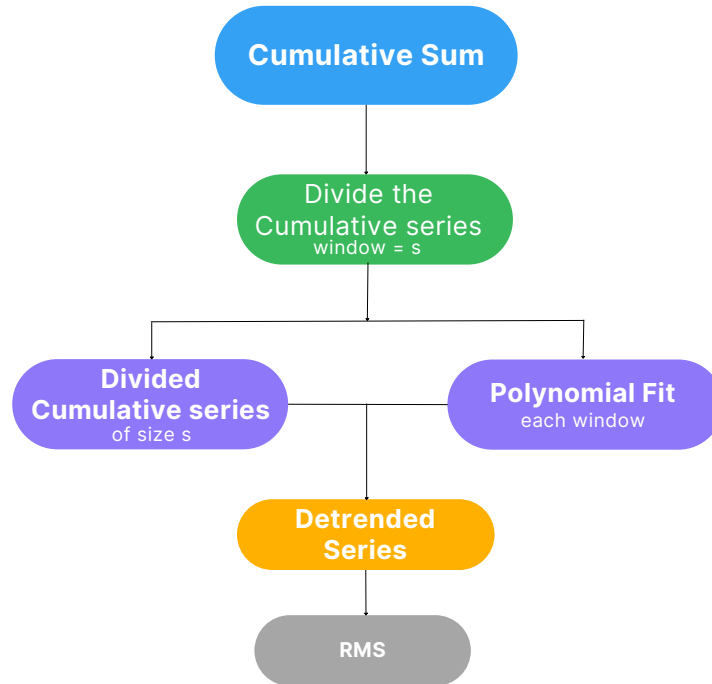 Cumulative Sum
Divide the
Cumulative series
window = s
Divided
Cumulative series
of size s
Polynomial Fit
each window
Detrended
Series
RMS